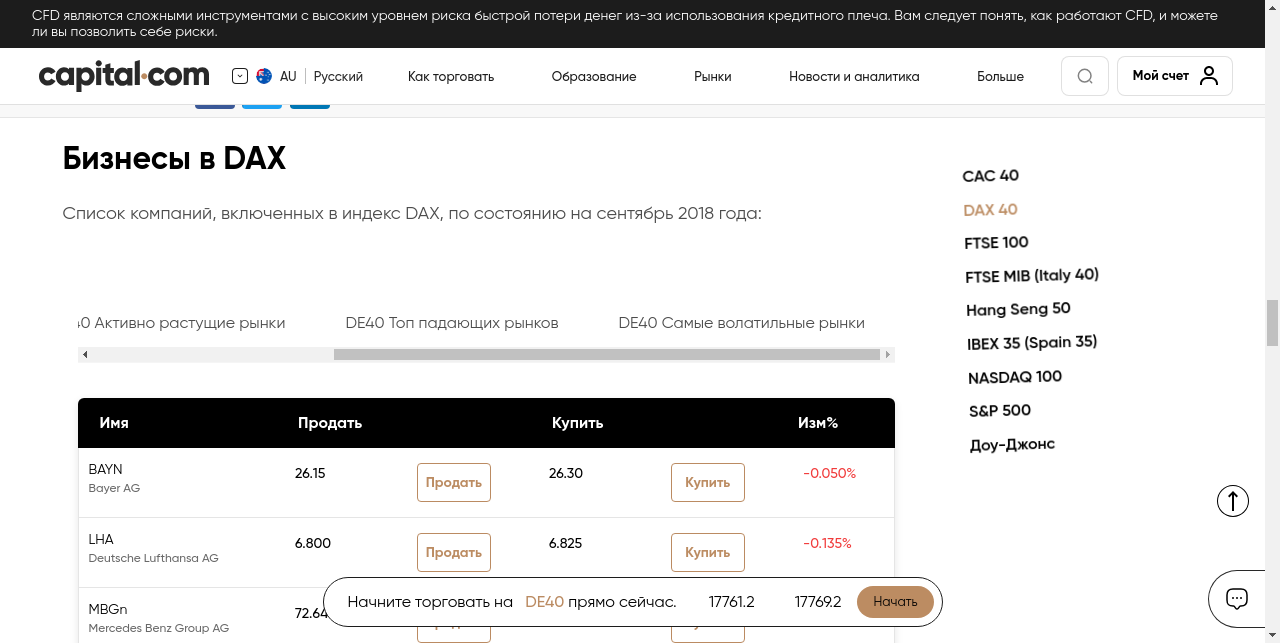 CFD являются сложными инструментами с высоким уровнем риска быстрой потери денег из-за использования кредитного плеча. Вам следует понять, как работают CFD, и можете
ли вы позволить себе риски.
capital.com AU Русский Как торговать Образование Рынки Новости и аналитика Больше Мой счет
Бизнесы в DAX
Список компаний, включенных в индекс DAX, по состоянию на сентябрь 2018 года:
CAC 40
DAX 40
FTSE 100
FTSE MIB (Italy 40)
Hang Seng 50
IBEX 35 (Spain 35)
NASDAQ 100
S&P 500
Доу-Джонс
40 Активно растущие рынки DE40 Топ падающих рынков DE40 Самые волатильные рынки
Имя Продать Купить Изм%
BAYN 26.15 Продать 26.30 Купить -0.050%
Bayer AG
LHA 6.800 Продать 6.825 Купить -0.135%
Deutsche Lufthansa AG
MBGn 72.64
Mercedes Benz Group AG
Начните торговать на DE40 прямо сейчас. 17761.2 17769.2 Начать